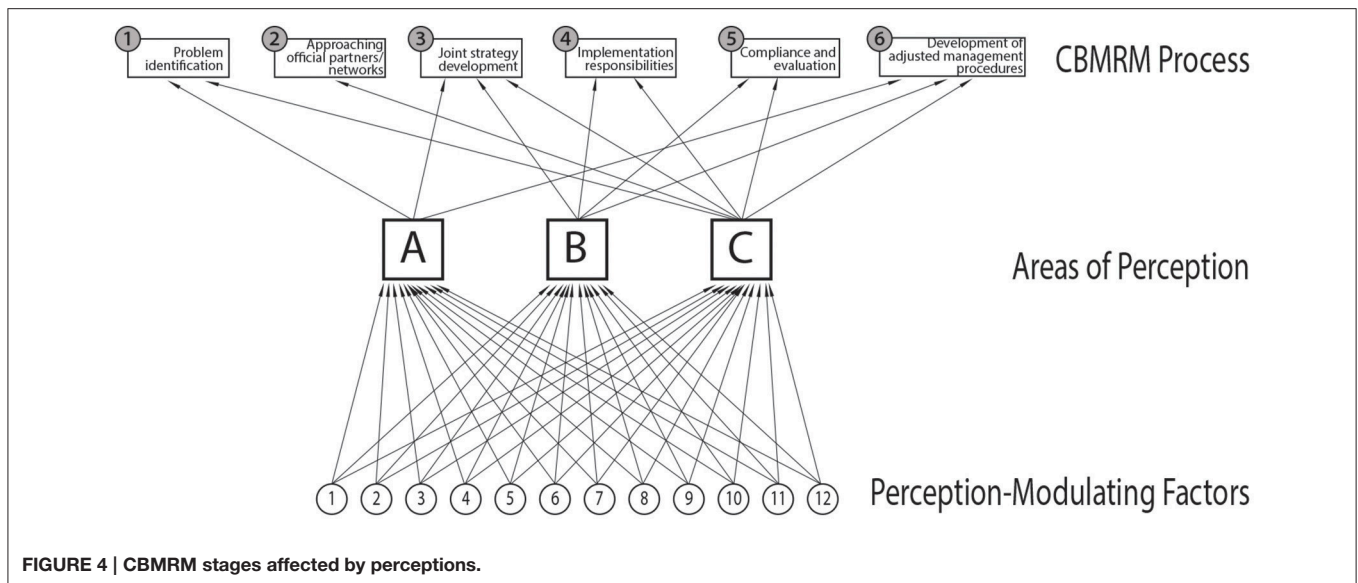 1
Problem
identification
2
Approaching
official partners/
networks
3
Joint strategy
development
4
Implementation
responsibilities
5
Compliance and
evaluation
6
Development of
adjusted management
procedures
CBMRM Process
A
B
C
Areas of Perception
1 2 3 4 5 6 7 8 9 10 11 12
Perception-Modulating Factors
FIGURE 4 | CBMRM stages affected by perceptions.